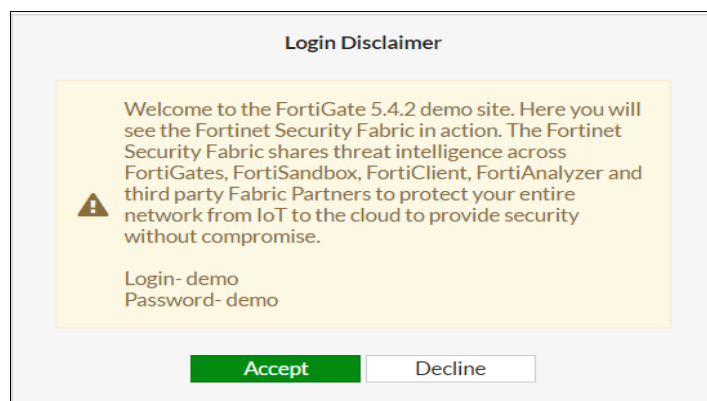 Login Disclaimer
Welcome to the FortiGate 5.4.2 demo site. Here you will
see the Fortinet Security Fabric in action. The Fortinet
Security Fabric shares threat intelligence across
FortiGates, FortiSandbox, FortiClient, FortiAnalyzer and
third party Fabric Partners to protect your entire
network from IoT to the cloud to provide security
without compromise.
Login- demo
Password- demo
Accept Decline